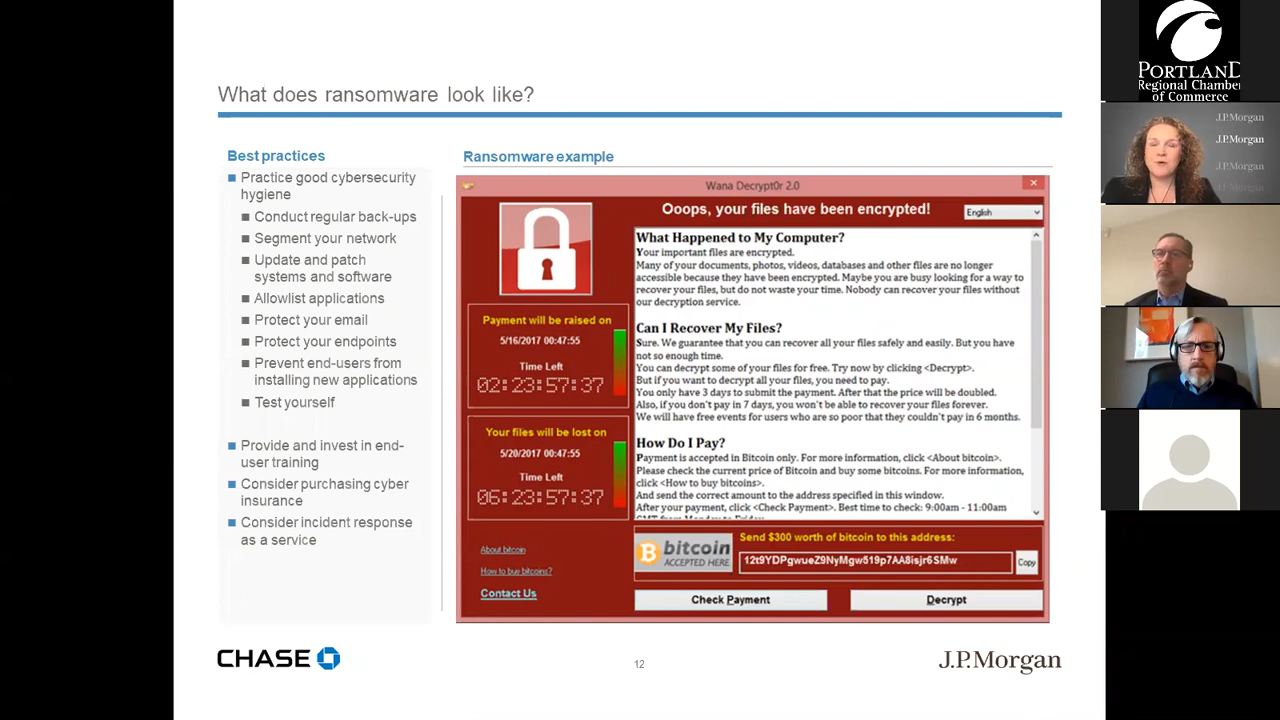 What does ransomware look like?
Best practices
Practice good cybersecurity
hygiene
Conduct regular back-ups
Segment your network
Update and patch
systems and software
Allowlist applications
Protect your email
Protect your endpoints
Prevent end-users from
installing new applications
Test yourself
Provide and invest in end-
user training
Consider purchasing cyber
insurance
Consider incident response
as a service
Ransomware example
Wana Decrypt0r 2.0
Ooops, your files have been encrypted!
English
Payment will be raised on
5/16/2017 00:47:55
Time Left
02:23:57:37
Your files will be lost on
5/20/2017 00:47:55
Time Left
06:23:57:37
About bitcoin
How to buy bitcoins?
Contact Us
What Happened to My Computer?
Your important files are encrypted.
Many of your documents, photos, videos, databases and other files are no longer
accessible because they have been encrypted. Maybe you are busy looking for a way to
recover your files, but do not waste your time. Nobody can recover your files without
our decryption service.
Can I Recover My Files?
Sure. We guarantee that you can recover all your files safely and easily. But you have
not so enough time.
You can decrypt some of your files for free. Try now by clicking <Decrypt>.
But if you want to decrypt all your files, you need to pay.
You only have 3 days to submit the payment. After that the price will be doubled.
Also, if you don't pay in 7 days, you won't be able to recover your files forever.
We will have free events for users who are so poor that they couldn't pay in 6 months.
How Do I Pay?
Payment is accepted in Bitcoin only. For more information, click <About bitcoin>.
Please check the current price of Bitcoin and buy some bitcoins. For more information,
click <How to buy bitcoins>.
And send the correct amount to the address specified in this window.
After your payment, click <Check Payment>. Best time to check: 9:00am - 11:00am
GMT from Monday to Friday.
bitcoin
ACCEPTED HERE
Send $300 worth of bitcoin to this address:
12t9YDPgwueZ9NyMgw519p7AA8isjr6SMw
Copy
Check Payment
Decrypt
CHASE
12
J.P.Morgan
PORTLAND
Regional Chamber
of Commerce
J.P.Morgan
J.P.Morgan
J.P.Morgan